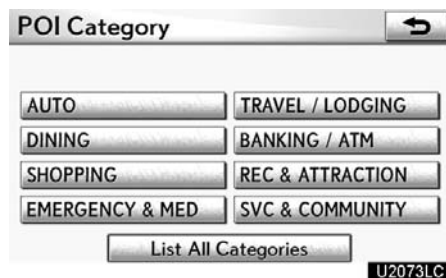 POI Category
AUTO
TRAVEL / LODGING
DINING
BANKING / ATM
SHOPPING
REC & ATTRACTION
EMERGENCY & MED
SVC & COMMUNITY
List All Categories
U2073LC